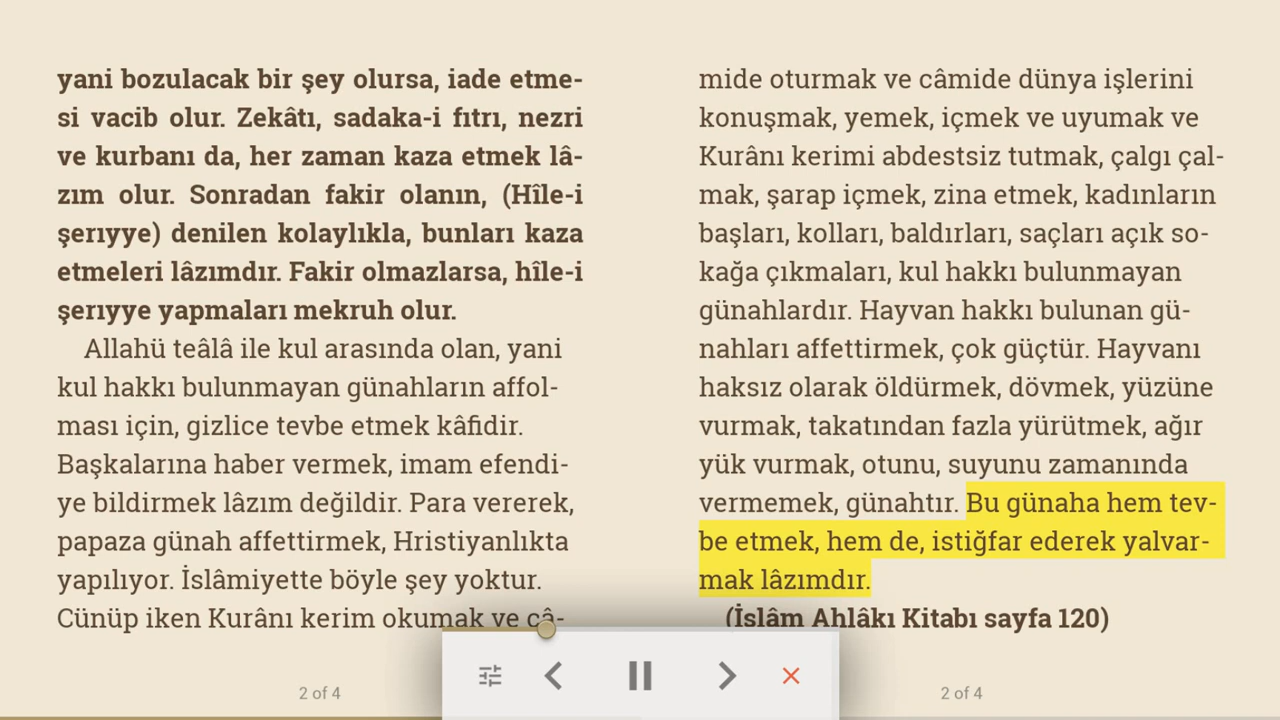 yani bozulacak bir şey olursa, iade etme-
si vacib olur. Zekâtı, sadaka-i fıtrı, nezri
ve kurbanı da, her zaman kaza etmek lâ-
zım olur. Sonradan fakir olanın, (Hîle-i
şerıyye) denilen kolaylıkla, bunları kaza
etmeleri lâzımdır. Fakir olmazlarsa, hîle-i
şerıyye yapmaları mekruh olur.
Allahü teâlâ ile kul arasında olan, yani
kul hakkı bulunmayan günahların affol-
ması için, gizlice tevbe etmek kâfidir.
Başkalarına haber vermek, imam efendi-
ye bildirmek lâzım değildir. Para vererek,
papaza günah affettirmek, Hristiyanlıkta
yapılıyor. İslâmiyette böyle şey yoktur.
Cünüp iken Kurânı kerim okumak ve câ-
2 of 4
mide oturmak ve câmide dünya işlerini
konuşmak, yemek, içmek ve uyumak ve
Kurânı kerimi abdestsiz tutmak, çalgı çal-
mak, şarap içmek, zina etmek, kadınların
başları, kolları, baldırları, saçları açık so-
kağa çıkmaları, kul hakkı bulunmayan
günahlardır. Hayvan hakkı bulunan gü-
nahları affettirmek, çok güçtür. Hayvanı
haksız olarak öldürmek, dövmek, yüzüne
vurmak, takatından fazla yürütmek, ağır
yük vurmak, otunu, suyunu zamanında
vermemek, günahtır. Bu günaha hem tev-
be etmek, hem de, istiğfar ederek yalvar-
mak lâzımdır.
(İslâm Ahlâkı Kitabı sayfa 120)
2 of 4